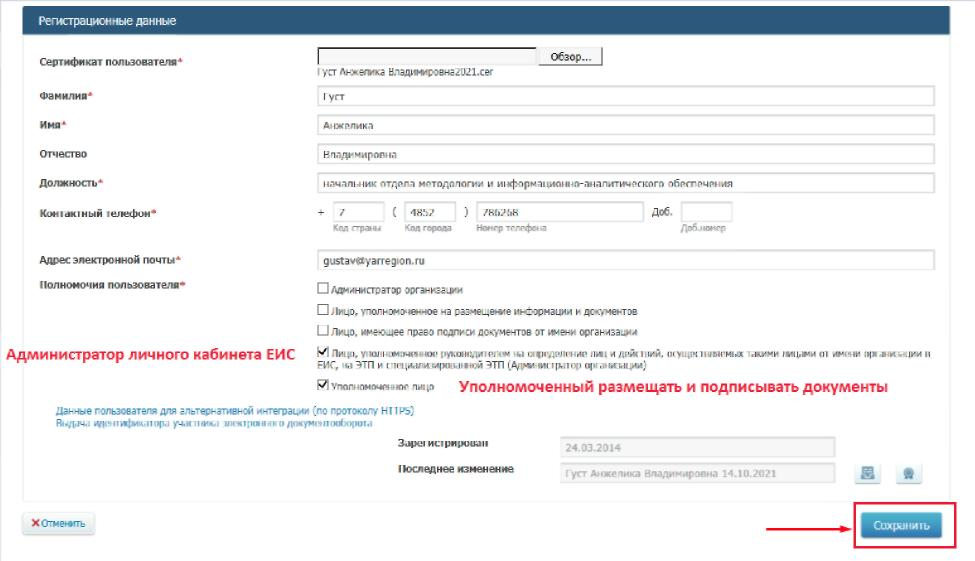 Регистрационные данные
Сертификат пользователя*
Обзор...
Густ Анжелика Владимировна2021.cer
Фамилия* Густ
Имя* Анжелика
Отчество Владимировна
Должность* начальник отдела методологии и информационно-аналитического обеспечения
Контактный телефон* + 7 ( 4852 ) 786268 Доб.
Код страны Код города Номер телефона Доб.номер
Адрес электронной почты* gustav@yarregion.ru
Полномочия пользователя* Администратор организации
Лицо, уполномоченное на размещение информации и документов
Лицо, имеющее право подписи документов от имени организации
Администратор личного кабинета ЕИС
Лицо, уполномоченное руководителем на определение лиц и действий, осуществляемых такими лицами от имени организации в
ЕИС, на ЭТП и специализированной ЭТП (Администратор организации)
Уполномоченное лицо Уполномоченный размещать и подписывать документы
Данные пользователя для альтернативной интеграции (по протоколу HTTPS)
Выдача идентификатора участника электронного документооборота
Зарегистрирован 24.03.2014
Последнее изменение Густ Анжелика Владимировна 14.10.2021
Отменить Сохранить